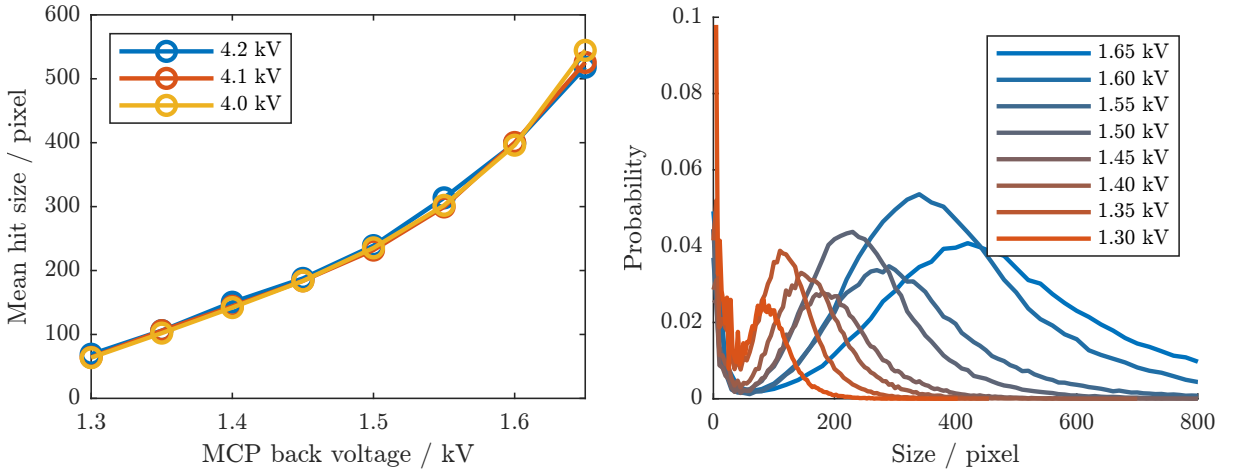 600
500
400
300
200
100
0
1.3
1.4
1.5
1.6
Mean hit size / pixel
MCP back voltage / kV
4.2 kV
4.1 kV
4.0 kV
0.1
0.08
0.06
0.04
0.02
0
0
200
400
600
800
Probability
Size / pixel
1.65 kV
1.60 kV
1.55 kV
1.50 kV
1.45 kV
1.40 kV
1.35 kV
1.30 kV